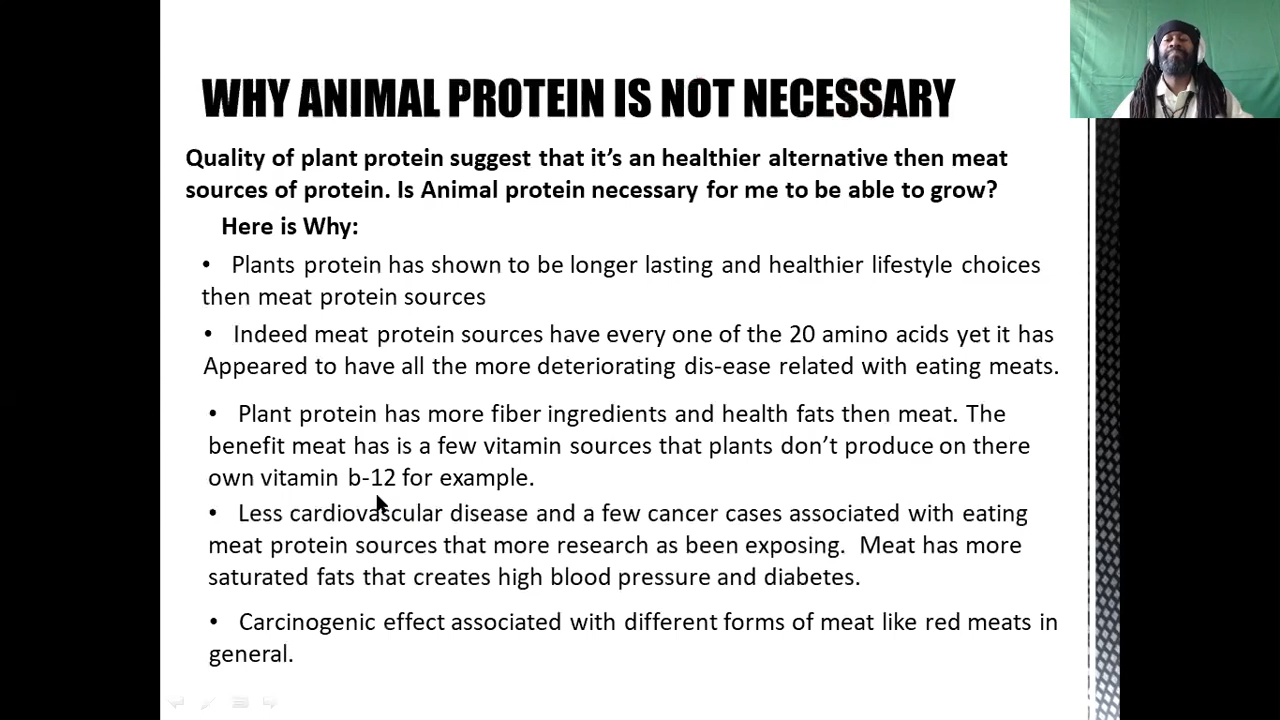 WHY ANIMAL PROTEIN IS NOT NECESSARY
Quality of plant protein suggest that it’s an healthier alternative then meat
sources of protein. Is Animal protein necessary for me to be able to grow?
Here is Why:
• Plants protein has shown to be longer lasting and healthier lifestyle choices
then meat protein sources
• Indeed meat protein sources have every one of the 20 amino acids yet it has
Appeared to have all the more deteriorating dis-ease related with eating meats.
• Plant protein has more fiber ingredients and health fats then meat. The
benefit meat has is a few vitamin sources that plants don’t produce on there
own vitamin b-12 for example.
• Less cardiovascular disease and a few cancer cases associated with eating
meat protein sources that more research as been exposing. Meat has more
saturated fats that creates high blood pressure and diabetes.
• Carcinogenic effect associated with different forms of meat like red meats in
general.